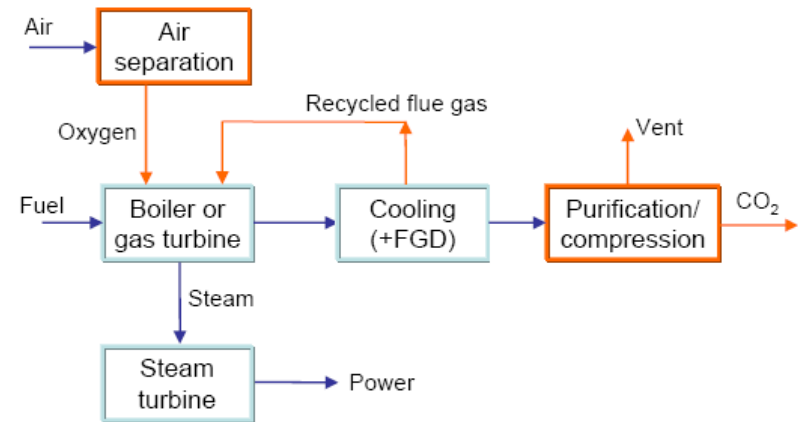 Air
Air
separation
Recycled flue gas
Oxygen
Vent
Fuel
Boiler or
gas turbine
Cooling
(+FGD)
Purification/
compression
CO₂
Steam
Steam
turbine
Power